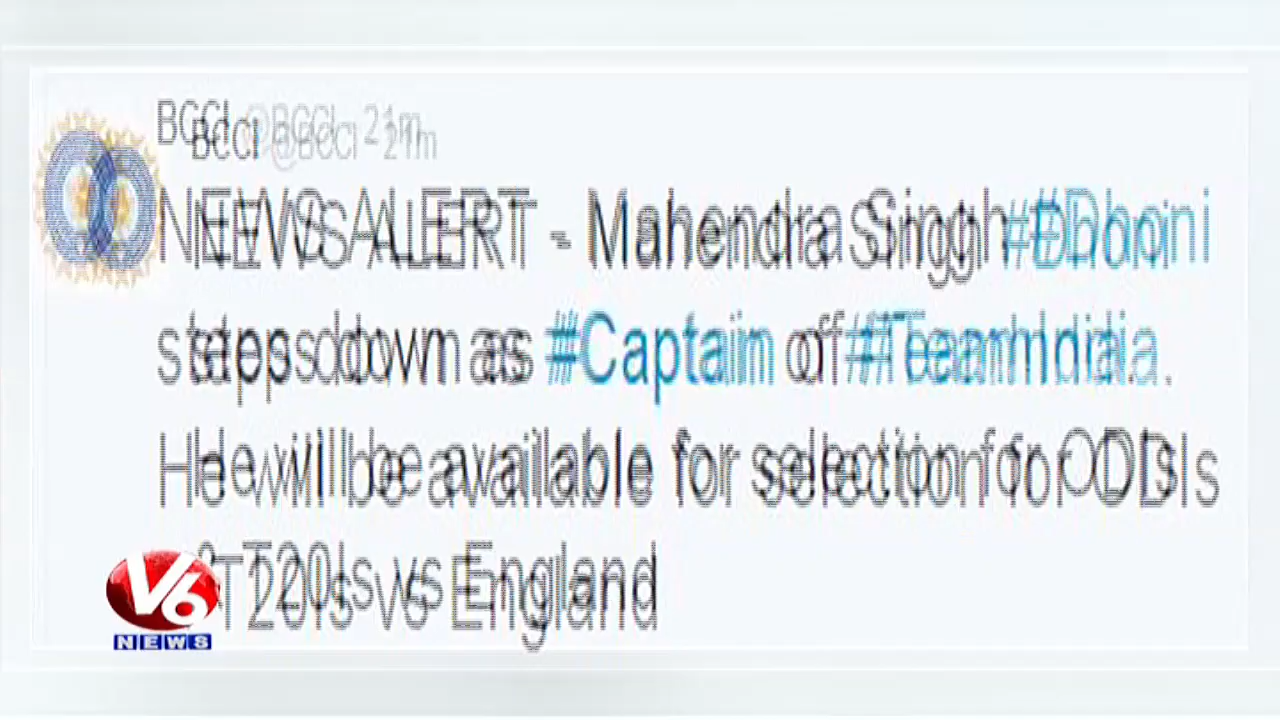 BCCI @BCCI 21m
NEWS ALERT - Mahendra Singh #Dhoni
steps down as #Captain of #TeamIndia.
He will be available for selection for ODIs
& T20Is vs England
V6
NEWS